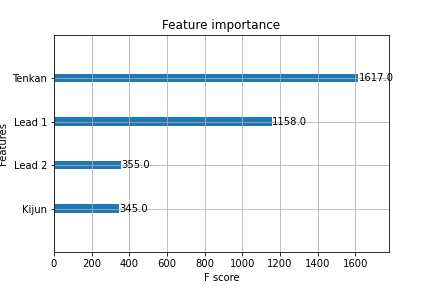 Feature importance
Features
Tenkan
1617.0
Lead 1
1158.0
Lead 2
355.0
Kijun
345.0
0 200 400 600 800 1000 1200 1400 1600
F score